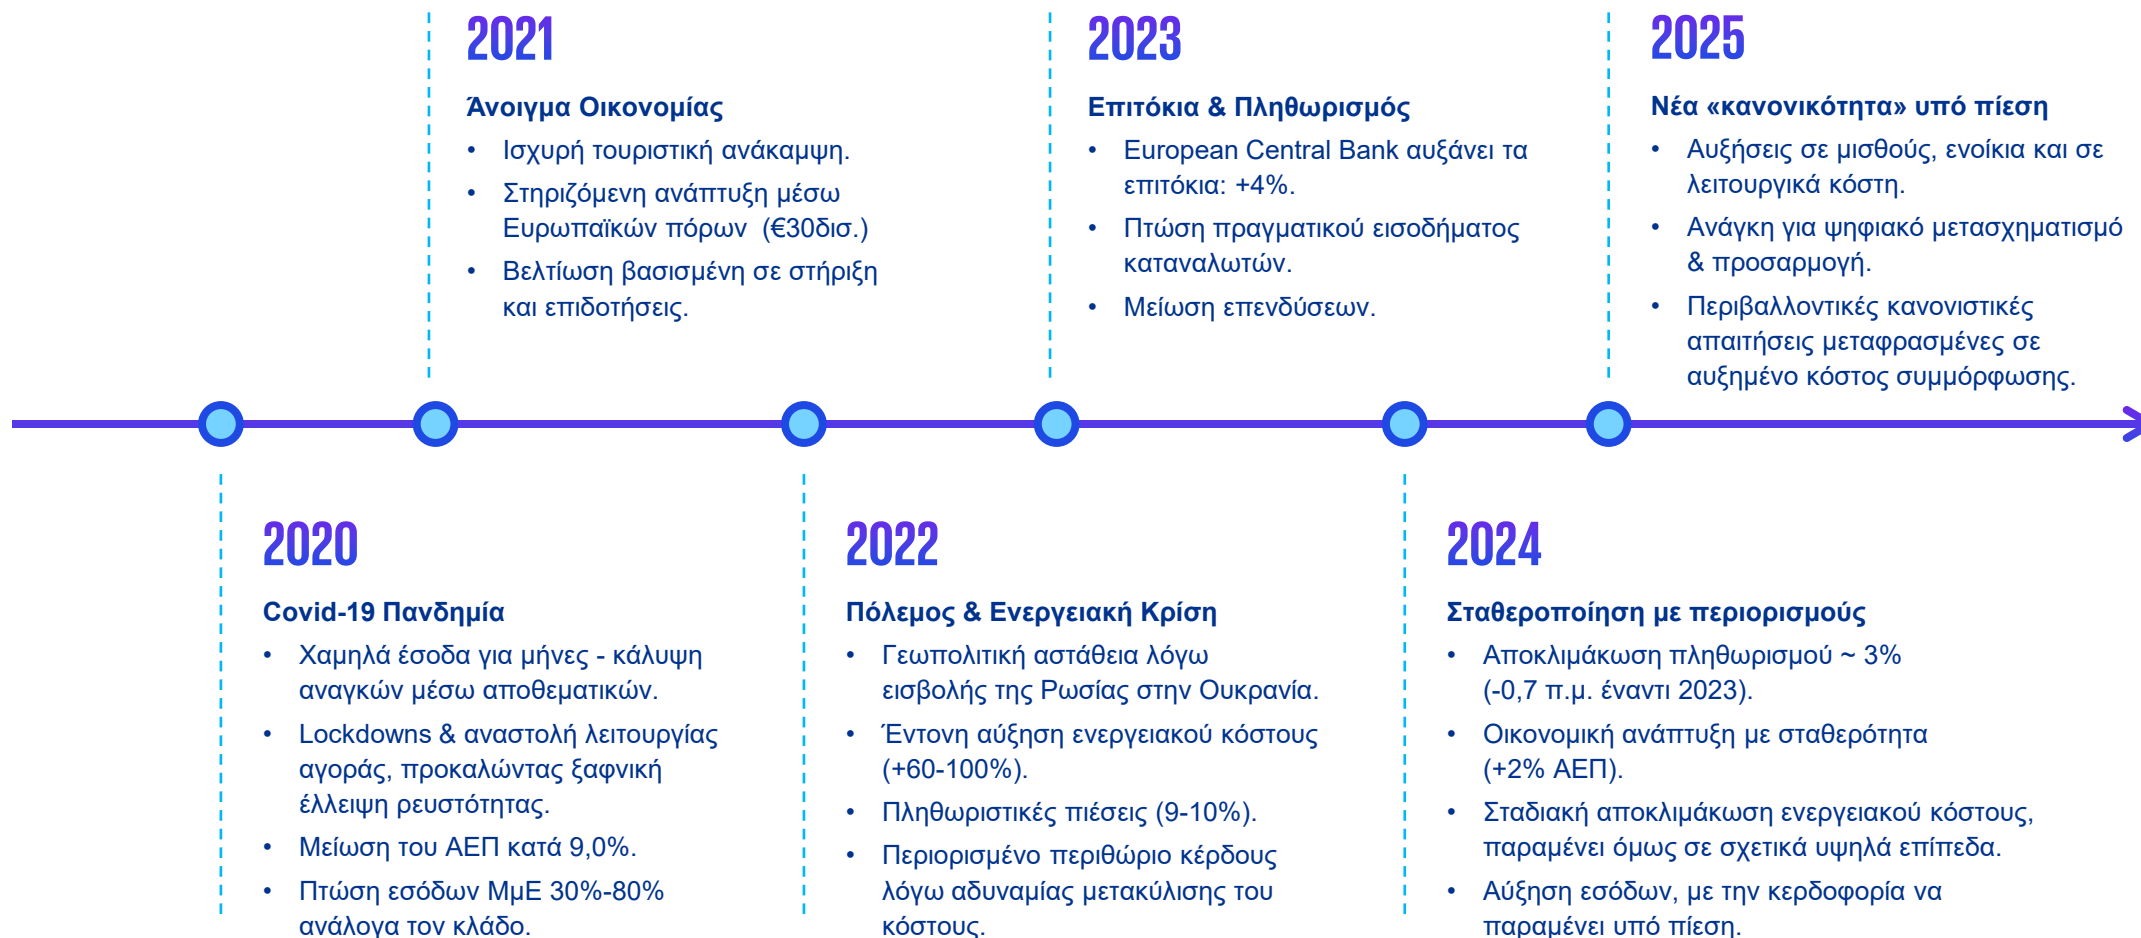 2021
Άνοιγμα Οικονομίας
• Ισχυρή τουριστική ανάκαμψη.
• Στηριζόμενη ανάπτυξη μέσω
Ευρωπαϊκών πόρων (€30δισ.)
• Βελτίωση βασισμένη σε στήριξη
και επιδοτήσεις.
2023
Επιτόκια & Πληθωρισμός
• European Central Bank αυξάνει τα
επιτόκια: +4%.
• Πτώση πραγματικού εισοδήματος
καταναλωτών.
• Μείωση επενδύσεων.
2025
Νέα «κανονικότητα» υπό πίεση
• Αυξήσεις σε μισθούς, ενοίκια και σε
λειτουργικά κόστη.
• Ανάγκη για ψηφιακό μετασχηματισμό
& προσαρμογή.
• Περιβαλλοντικές κανονιστικές
απαιτήσεις μεταφρασμένες σε
αυξημένο κόστος συμμόρφωσης.
2020
Covid-19 Πανδημία
• Χαμηλά έσοδα για μήνες - κάλυψη
αναγκών μέσω αποθεματικών.
• Lockdowns & αναστολή λειτουργίας
αγοράς, προκαλώντας ξαφνική
έλλειψη ρευστότητας.
• Μείωση του ΑΕΠ κατά 9,0%.
• Πτώση εσόδων ΜμΕ 30%-80%
ανάλογα τον κλάδο.
2022
Πόλεμος & Ενεργειακή Κρίση
• Γεωπολιτική αστάθεια λόγω
εισβολής της Ρωσίας στην Ουκρανία.
• Έντονη αύξηση ενεργειακού κόστους
(+60-100%).
• Πληθωριστικές πιέσεις (9-10%).
• Περιορισμένο περιθώριο κέρδους
λόγω αδυναμίας μετακύλισης του
κόστους.
2024
Σταθεροποίηση με περιορισμούς
• Αποκλιμάκωση πληθωρισμού ~ 3%
(-0,7 π.μ. έναντι 2023).
• Οικονομική ανάπτυξη με σταθερότητα
(+2% ΑΕΠ).
• Σταδιακή αποκλιμάκωση ενεργειακού κόστους,
παραμένει όμως σε σχετικά υψηλά επίπεδα.
• Αύξηση εσόδων, με την κερδοφορία να
παραμένει υπό πίεση.